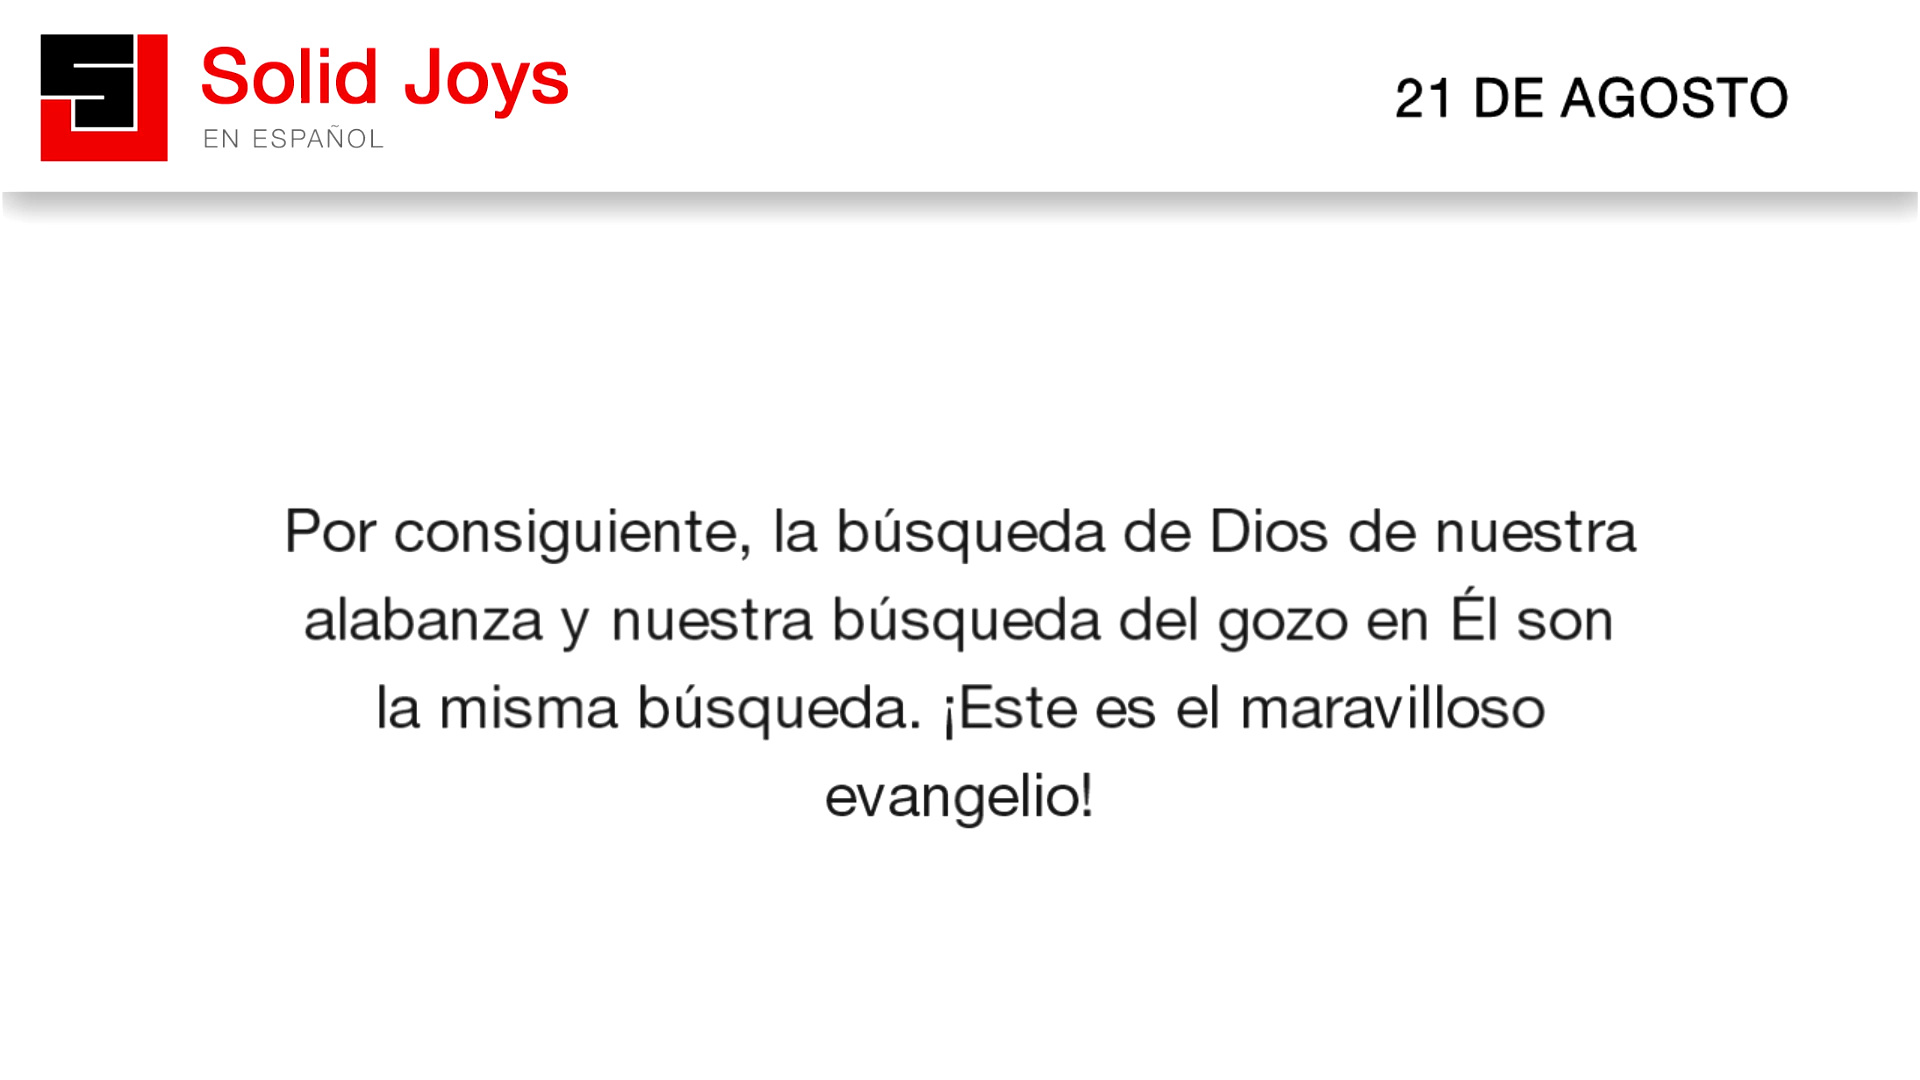 Solid Joys
EN ESPAÑOL
21 DE AGOSTO
Por consiguiente, la búsqueda de Dios de nuestra
alabanza y nuestra búsqueda del gozo en Él son
la misma búsqueda. ¡Este es el maravilloso
evangelio!